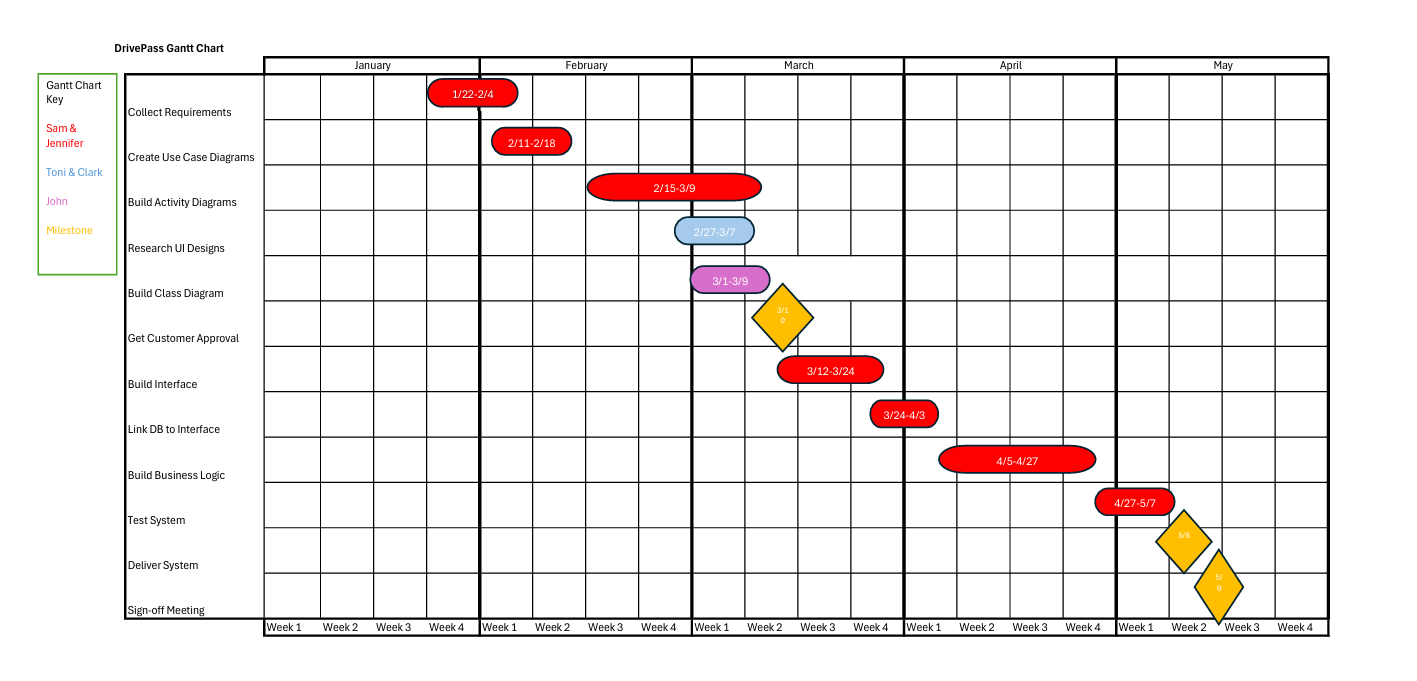 DrivePass Gantt Chart
January February March April May
Gantt Chart
Key
Sam &
Jennifer
Toni & Clark
John
Milestone
1/22-2/4
Collect Requirements
2/11-2/18
Create Use Case Diagrams
2/15-3/9
Build Activity Diagrams
2/27-3/7
Research UI Designs
3/1-3/9
Build Class Diagram
3/1
0
Get Customer Approval
3/12-3/24
Build Interface
3/24-4/3
Link DB to Interface
4/5-4/27
Build Business Logic
4/27-5/7
Test System
5/8
Deliver System
5/
9
Sign-off Meeting
Week 1 Week 2 Week 3 Week 4 Week 1 Week 2 Week 3 Week 4 Week 1 Week 2 Week 3 Week 4 Week 1 Week 2 Week 3 Week 4 Week 1 Week 2 Week 3 Week 4